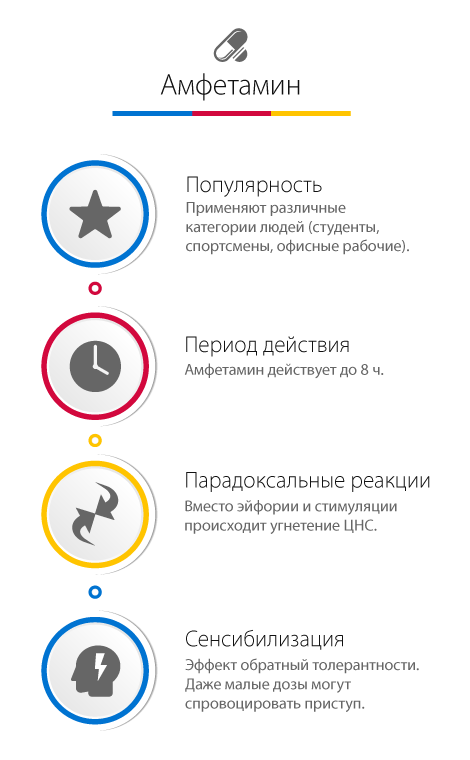 Амфетамин
Популярность
Применяют различные
категории людей (студенты,
спортсмены, офисные рабочие).
Период действия
Амфетамин действует до 8 ч.
Парадоксальные реакции
Вместо эйфории и стимуляции
происходит угнетение ЦНС.
Сенсибилизация
Эффект обратный толерантности.
Даже малые дозы могут
спровоцировать приступ.